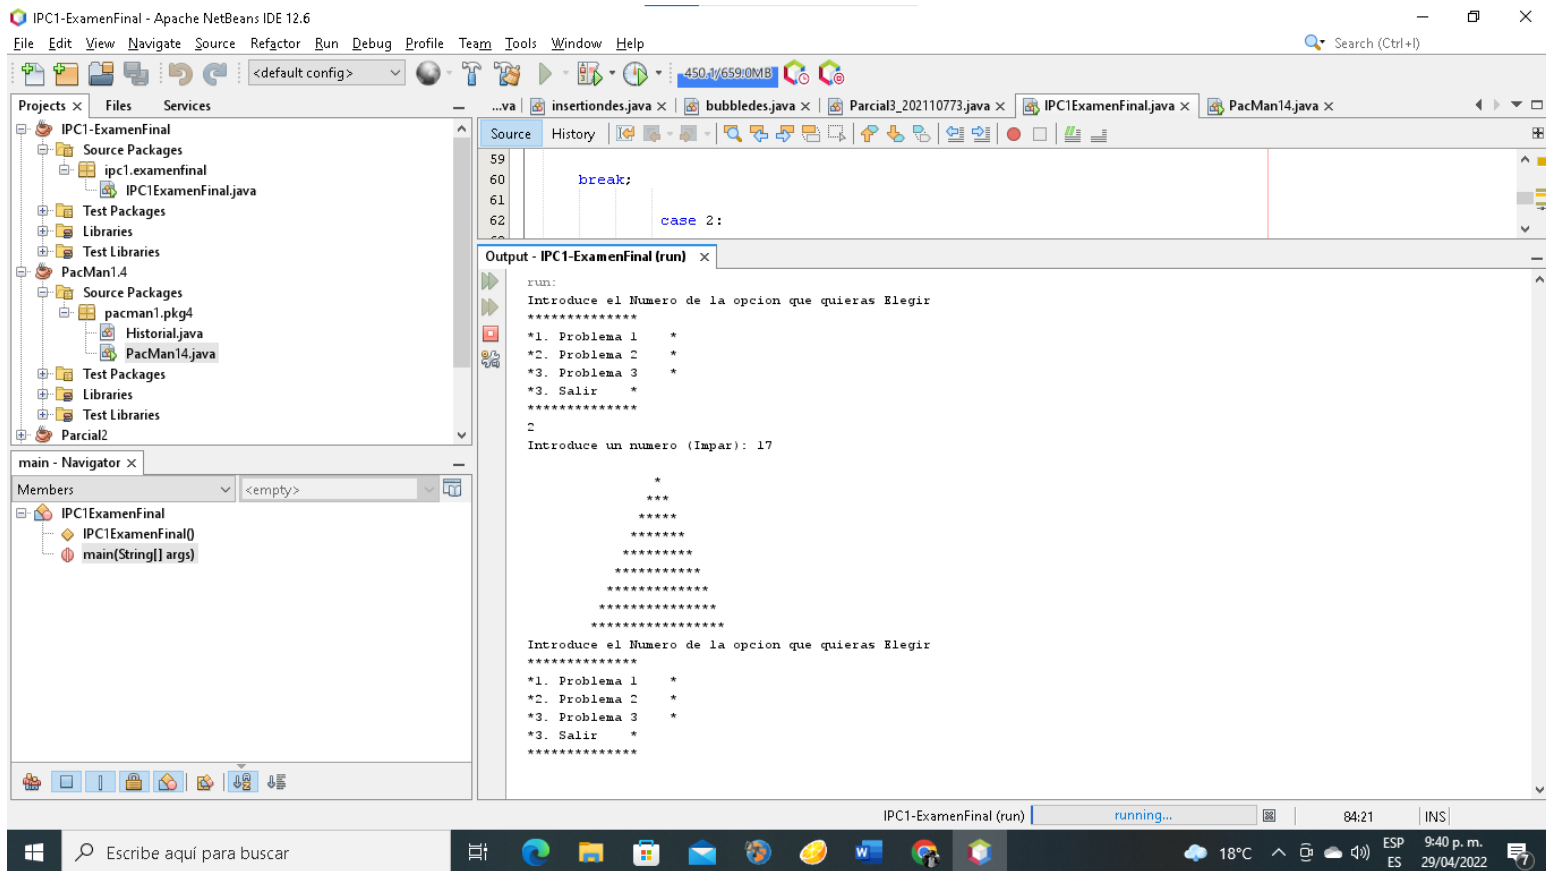 IPC1-ExamenFinal - Apache NetBeans IDE 12.6
File Edit View Navigate Source Refactor Run Debug Profile Team Tools Window Help
Search (Ctrl+I)
<default config>
450.1/659.0MB
Projects Files Services
...va insertiondes.java bubbledes.java Parcial3_202110773.java IPC1ExamenFinal.java PacMan14.java
Source History
IPC1-ExamenFinal
Source Packages
ipc1.examenfinal
IPC1ExamenFinal.java
Test Packages
Libraries
Test Libraries
PacMan1.4
Source Packages
pacman1.pkg4
Historial.java
PacMan14.java
Test Packages
Libraries
Test Libraries
Parcial2
59
60 break;
61
62 case 2:
Output - IPC1-ExamenFinal (run)
run:
Introduce el Numero de la opcion que quieras Elegir
**************
*1. Problema 1    *
*2. Problema 2    *
*3. Problema 3    *
*3. Salir    *
**************
2
Introduce un numero (Impar): 17
*
***
*****
*******
*********
***********
*************
***************
*****************
Introduce el Numero de la opcion que quieras Elegir
**************
*1. Problema 1    *
*2. Problema 2    *
*3. Problema 3    *
*3. Salir    *
**************
main - Navigator
Members <empty>
IPC1ExamenFinal
IPC1ExamenFinal()
main(String[] args)
IPC1-ExamenFinal (run) running... 84:21 INS
Escribe aquí para buscar
18°C
ESP
ES
9:40 p. m.
29/04/2022
7